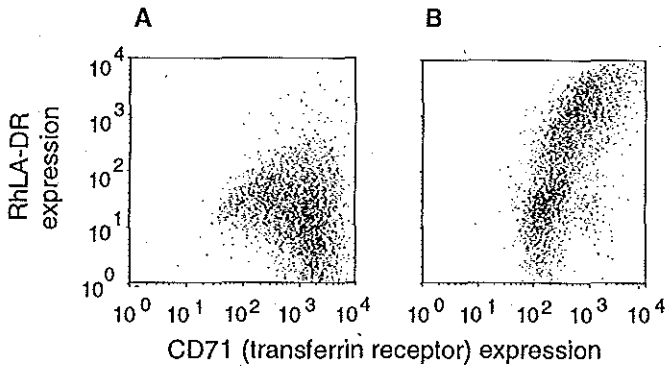 A
B
RhLA-DR
expression
10^4
10^3
10^2
10^1
10^0
10^0 10^1 10^2 10^3 10^4
10^0 10^1 10^2 10^3 10^4
CD71 (transferrin receptor) expression